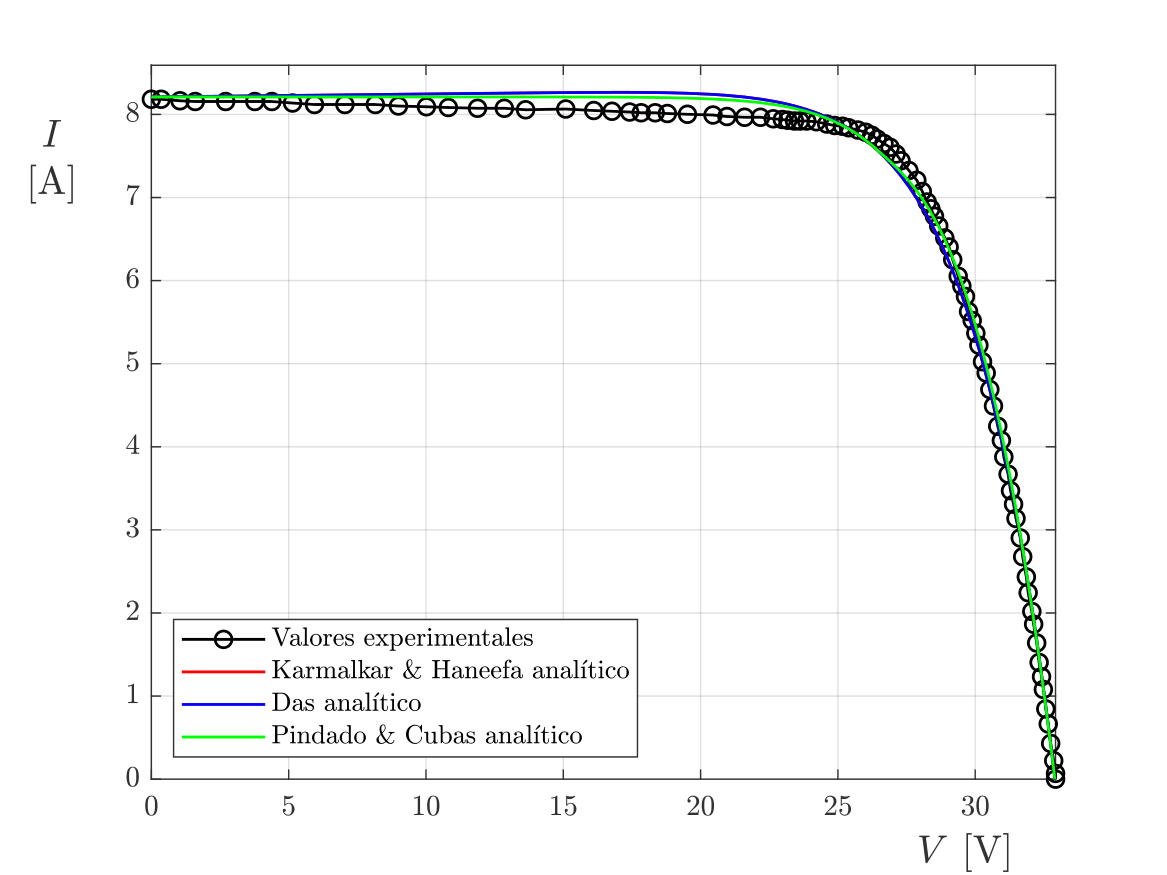 8
7
6
5
4
3
2
1
0
I
[A]
Valores experimentales
Karmalkar & Haneefa analítico
Das analítico
Pindado & Cubas analítico
0 5 10 15 20 25 30
V [V]